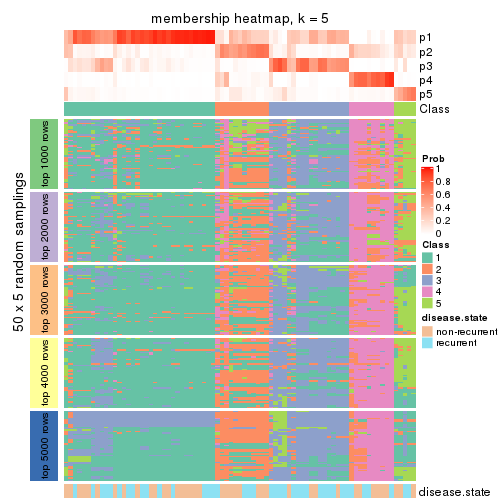 membership heatmap, k = 5
p1
p2
p3
p4
p5
Class
50 x 5 random samplings
top 1000 rows
top 2000 rows
top 3000 rows
top 4000 rows
top 5000 rows
disease.state
Prob
1
0.8
0.6
0.4
0.2
0
Class
1
2
3
4
5
disease.state
non-recurrent
recurrent